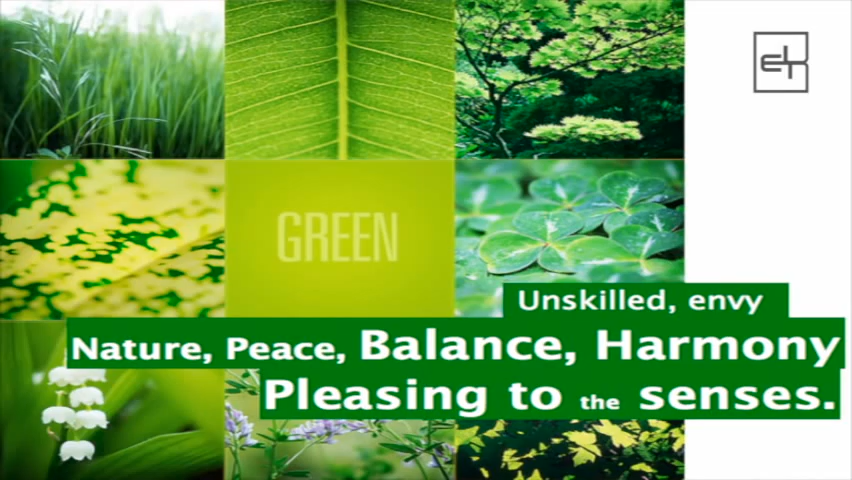 GREEN
Unskilled, envy
Nature, Peace, Balance, Harmony
Pleasing to the senses.